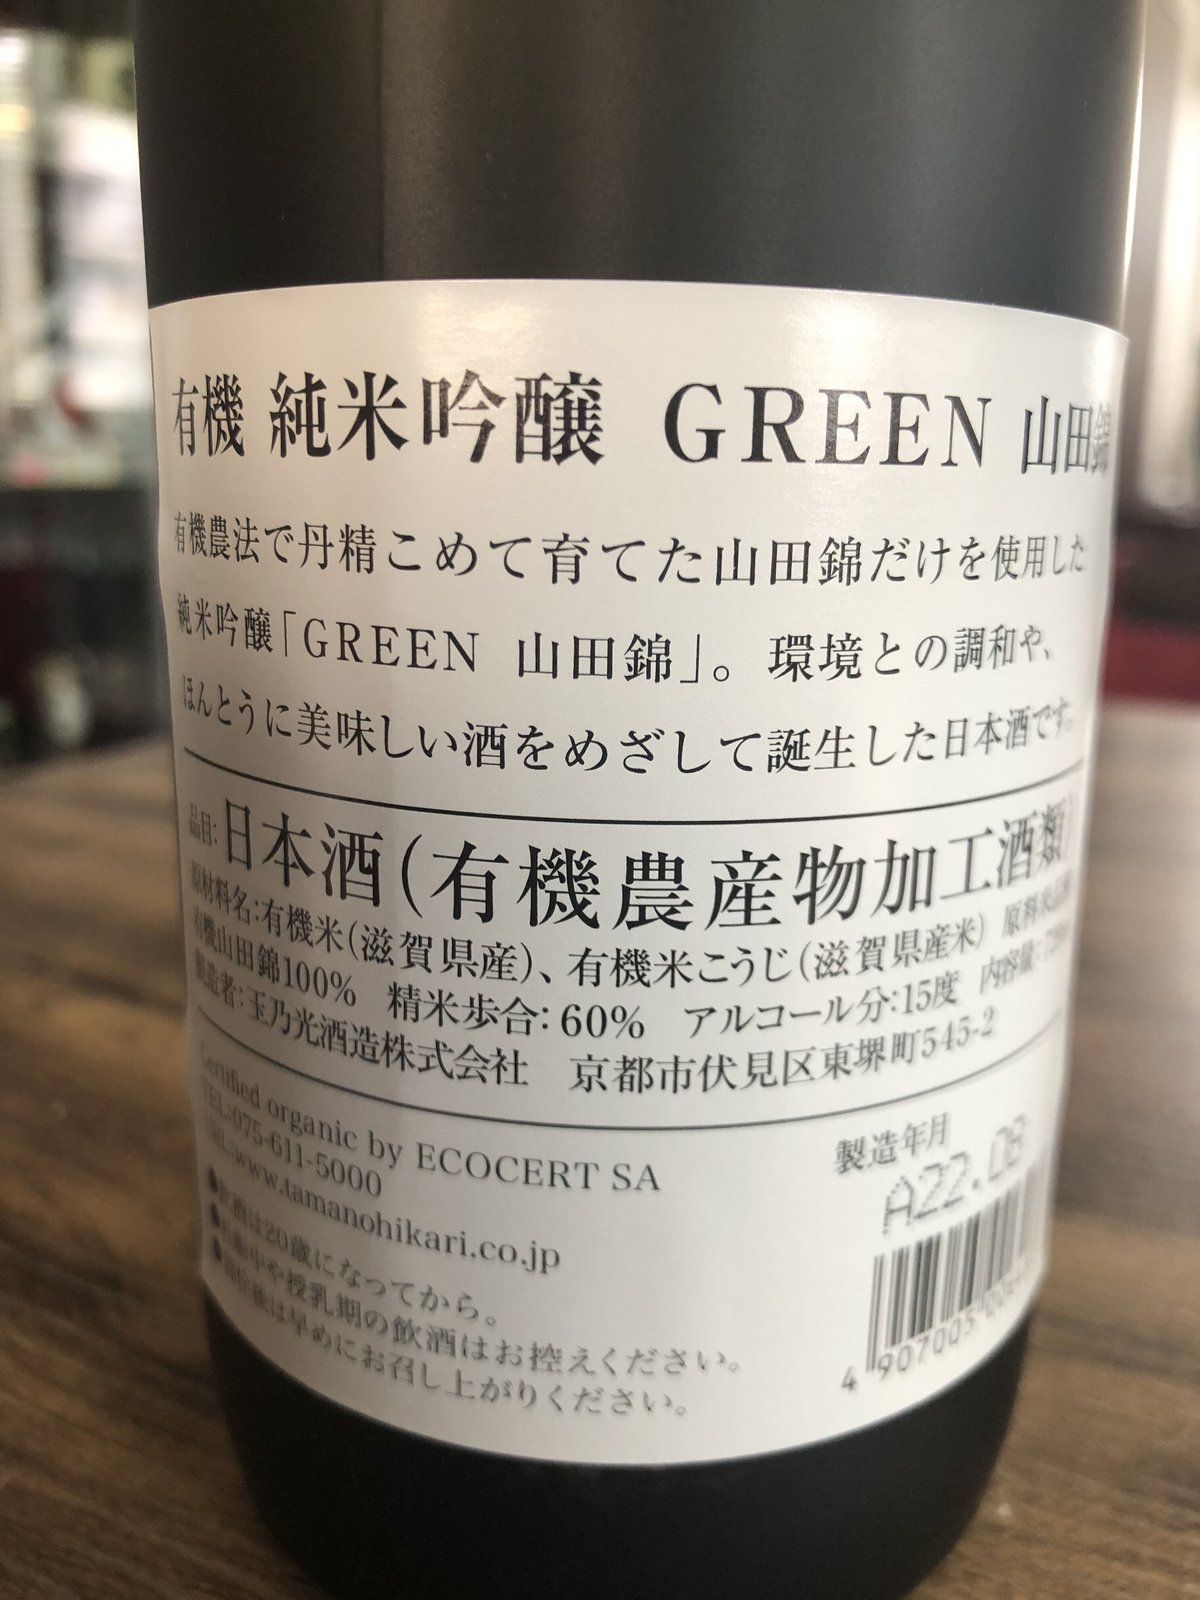 有機 純米吟醸 GREEN 山田錦
有機農法で丹精こめて育てた山田錦だけを使用した
純米吟醸「GREEN 山田錦」。環境との調和や、
ほんとうに美味しい酒をめざして誕生した日本酒です。
品目:日本酒(有機農産物加工酒類)
原材料名:有機米(滋賀県産)、有機米こうじ(滋賀県産米) 原料米
有機山田錦100% 精米歩合:60% アルコール分:15度 内容量:
製造者:玉乃光酒造株式会社 京都市伏見区東堺町545-2
Certified organic by ECOCERT SA
TEL:075-611-5000
URL:www.tamanohikari.co.jp
●飲酒は20歳になってから。
●妊娠中や授乳期の飲酒はお控えください。
●開栓後は早めにお召し上がりください。
製造年月
A22.08
4 907005